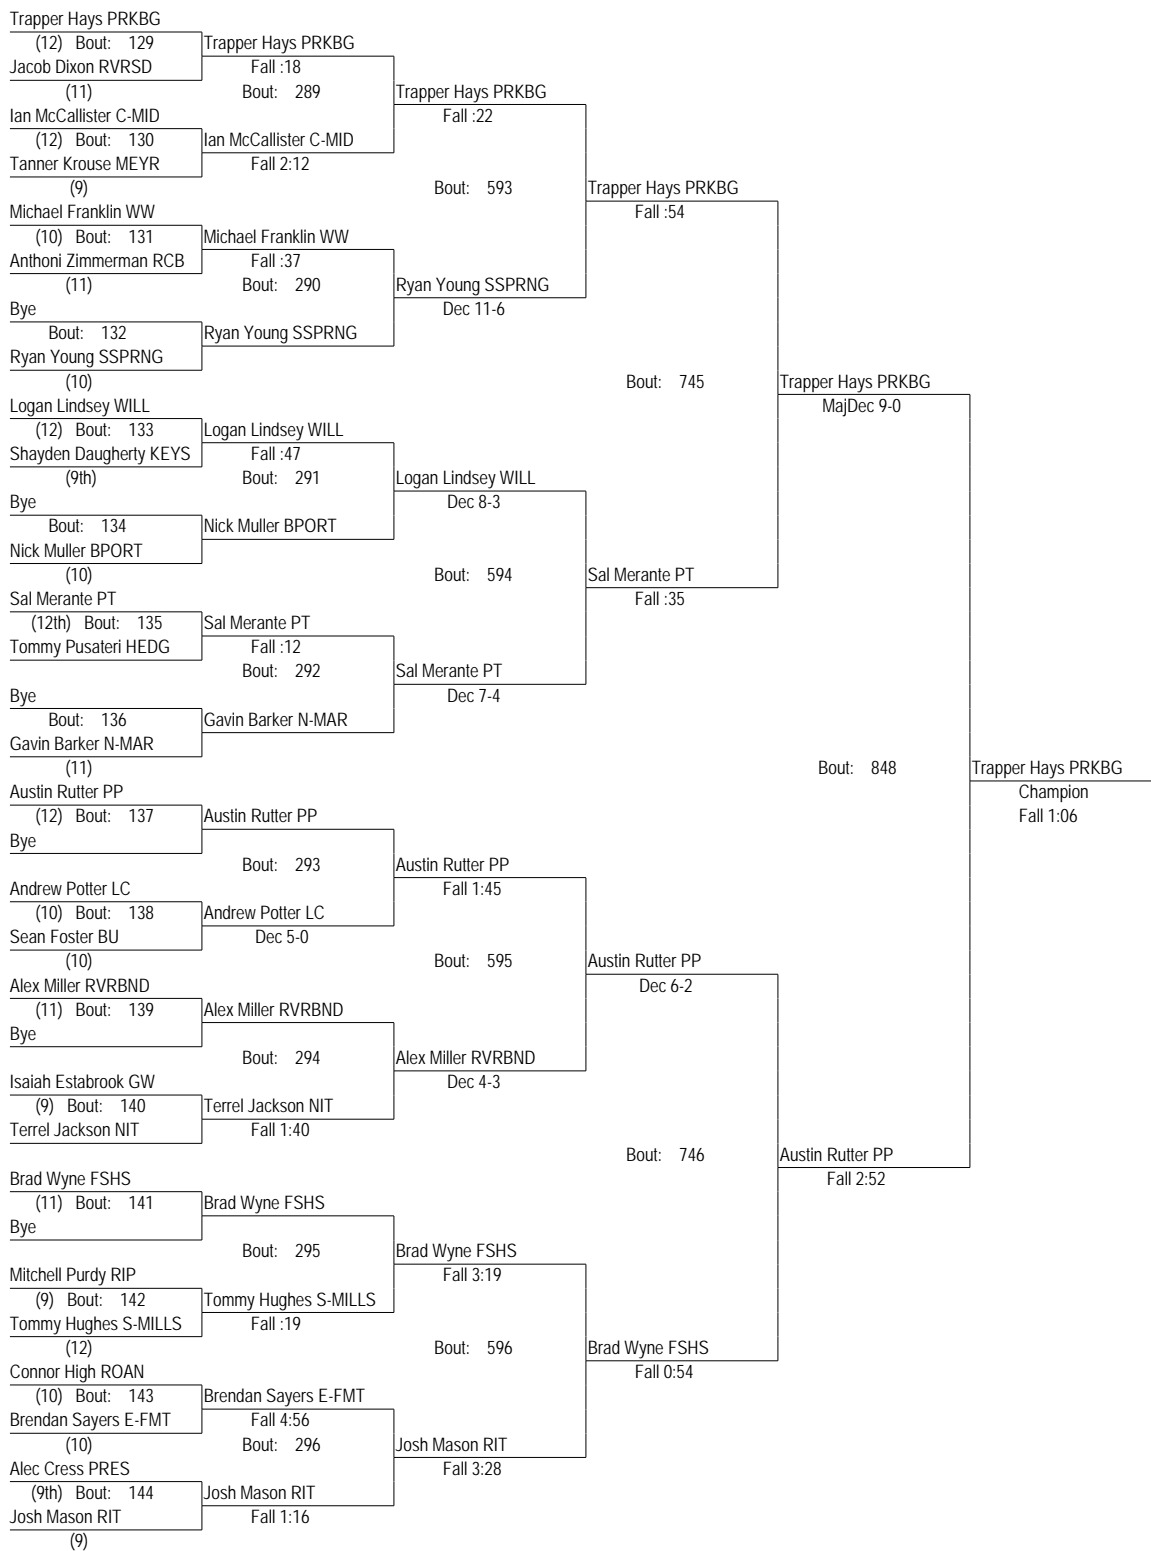 Trapper Hays PRKBG
(12) Bout: 129
Trapper Hays PRKBG
Jacob Dixon RVRSD
Fall :18
(11)
Bout: 289
Trapper Hays PRKBG
Ian McCallister C-MID
Fall :22
(12) Bout: 130
Ian McCallister C-MID
Tanner Krouse MEYR
Fall 2:12
(9)
Bout: 593
Trapper Hays PRKBG
Michael Franklin WW
Fall :54
(10) Bout: 131
Michael Franklin WW
Anthoni Zimmerman RCB
Fall :37
(11)
Bout: 290
Ryan Young SSPRNG
Bye
Dec 11-6
Bout: 132
Ryan Young SSPRNG
Ryan Young SSPRNG
(10)
Bout: 745
Trapper Hays PRKBG
Logan Lindsey WILL
MajDec 9-0
(12) Bout: 133
Logan Lindsey WILL
Shayden Daugherty KEYS
Fall :47
(9th)
Bout: 291
Logan Lindsey WILL
Bye
Dec 8-3
Bout: 134
Nick Muller BPORT
Nick Muller BPORT
(10)
Bout: 594
Sal Merante PT
Sal Merante PT
Fall :35
(12th) Bout: 135
Sal Merante PT
Tommy Pusateri HEDG
Fall :12
Bout: 292
Sal Merante PT
Bye
Dec 7-4
Bout: 136
Gavin Barker N-MAR
Gavin Barker N-MAR
(11)
Bout: 848
Trapper Hays PRKBG
Austin Rutter PP
Champion
(12) Bout: 137
Austin Rutter PP
Fall 1:06
Bye
Bout: 293
Austin Rutter PP
Andrew Potter LC
Fall 1:45
(10) Bout: 138
Andrew Potter LC
Sean Foster BU
Dec 5-0
(10)
Bout: 595
Austin Rutter PP
Alex Miller RVRBND
Dec 6-2
(11) Bout: 139
Alex Miller RVRBND
Bye
Bout: 294
Alex Miller RVRBND
Isaiah Estabrook GW
Dec 4-3
(9) Bout: 140
Terrel Jackson NIT
Terrel Jackson NIT
Fall 1:40
Bout: 746
Austin Rutter PP
Brad Wyne FSHS
Fall 2:52
(11) Bout: 141
Brad Wyne FSHS
Bye
Bout: 295
Brad Wyne FSHS
Mitchell Purdy RIP
Fall 3:19
(9) Bout: 142
Tommy Hughes S-MILLS
Tommy Hughes S-MILLS
Fall :19
(12)
Bout: 596
Brad Wyne FSHS
Connor High ROAN
Fall 0:54
(10) Bout: 143
Brendan Sayers E-FMT
Brendan Sayers E-FMT
Fall 4:56
(10)
Bout: 296
Josh Mason RIT
Alec Cress PRES
Fall 3:28
(9th) Bout: 144
Josh Mason RIT
Josh Mason RIT
Fall 1:16
(9)